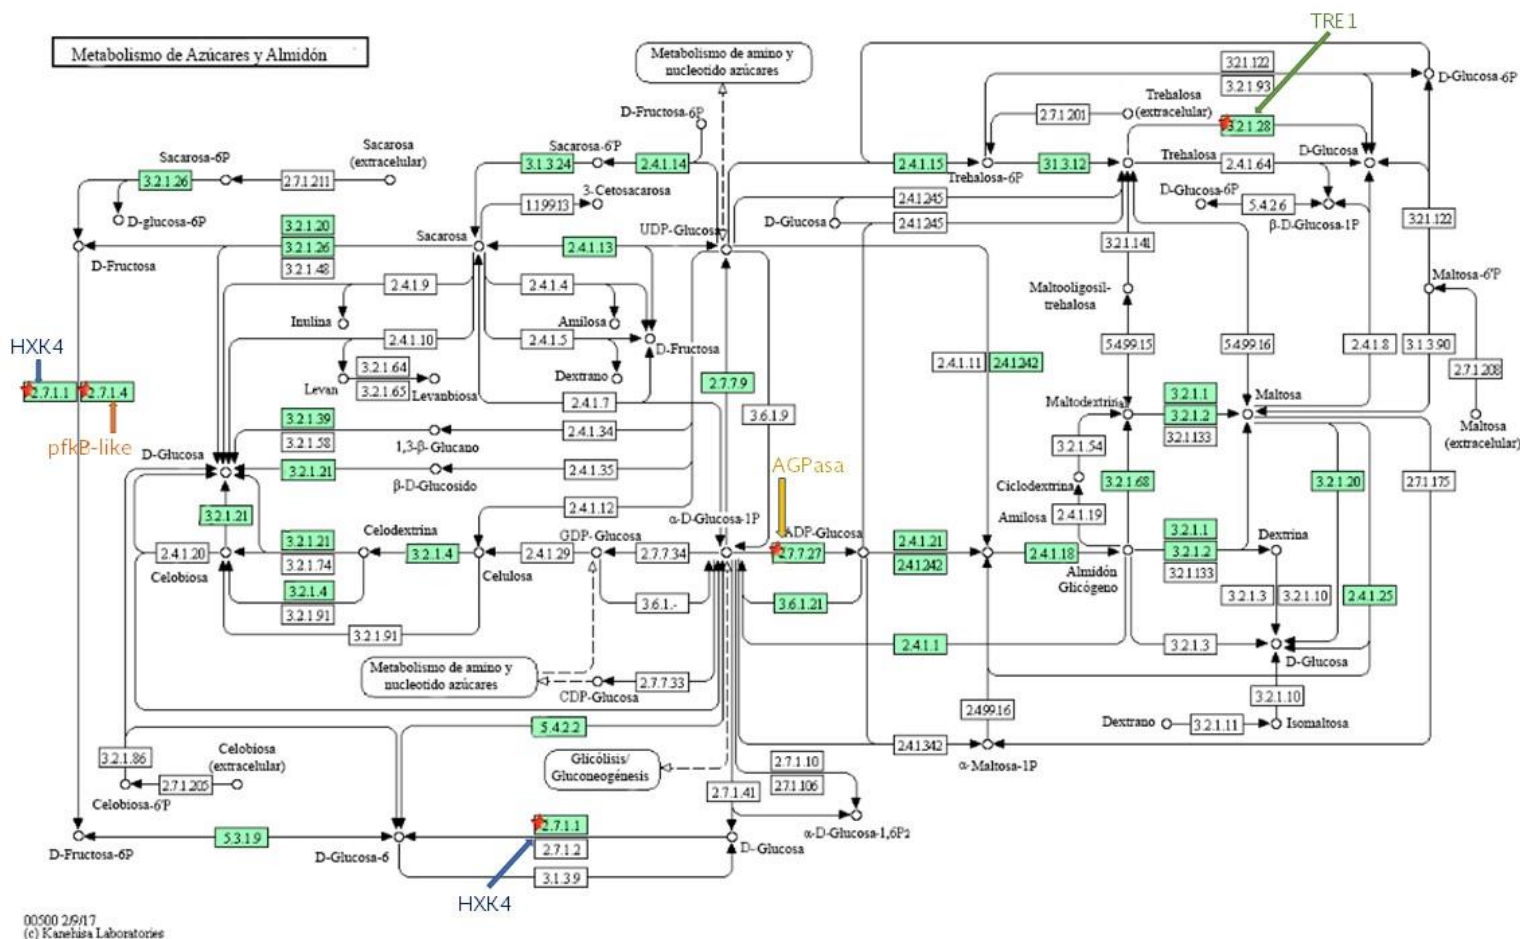 TRE1
Metabolismo de Azúcares y Almidón
Metabolismo de amino y
nucleotido azúcares
3.2.1.122
3.2.1.93
D-Glucosa-6P
Trehalosa
(extracelular)
2.7.1.201
D-Fructosa-6P
3.2.1.28
Sacarosa
(extracelular)
Sacarosa-6P
Sacarosa-6'P
3.1.3.24
2.4.1.14
2.4.1.15
Trehalosa-6P
3.1.3.12
Trehalosa
2.4.1.64
D-Glucosa
3.2.1.26
2.7.1.211
3-Cetosacarosa
1.1.99.13
2.4.1.245
D-Glucosa
2.4.1.245
D-Glucosa-6P
5.4.2.6
β-D-Glucosa-1P
3.2.1.122
D-glucosa-6P
3.2.1.20
3.2.1.26
3.2.1.48
Sacarosa
2.4.1.13
UDP-Glucosa
3.2.1.141
D-Fructosa
2.4.1.9
2.4.1.4
Maltooligosil-
trehalosa
Maltosa-6'P
Inulina
Amilosa
2.4.1.10
2.4.1.5
D-Fructosa
HXK4
5.4.99.15
5.4.99.16
2.4.1.8
3.1.3.90
2.4.1.11
2.4.1.242
2.7.1.208
3.2.1.64
3.2.1.65
Levan
Levanbiosa
Dextrano
2.7.7.9
2.7.1.1
2.7.1.4
2.4.1.7
Maltodextrina
3.2.1.1
3.2.1.2
3.2.1.133
Maltosa
Maltosa
(extracelular)
3.6.1.9
pfkB-like
3.2.1.39
3.2.1.58
1,3-β-Glucano
2.4.1.34
3.2.1.54
D-Glucosa
3.2.1.21
β-D-Glucosido
2.4.1.35
AGPasa
Ciclodextrina
3.2.1.68
3.2.1.20
2.7.1.175
3.2.1.21
2.4.1.12
α-D-Glucosa-1P
Amilosa
2.4.1.19
Celodextrina
GDP-Glucosa
ADP-Glucosa
3.2.1.21
3.2.1.74
2.4.1.20
Celobiosa
3.2.1.4
Celulosa
2.4.1.29
2.7.7.34
2.7.7.27
2.4.1.21
2.4.1.242
2.4.1.18
Almidón
Glicógeno
3.2.1.1
3.2.1.2
3.2.1.133
Dextrina
3.2.1.4
3.2.1.91
3.6.1.-
3.6.1.21
3.2.1.3
3.2.1.10
2.4.1.25
3.2.1.91
2.4.1.1
3.2.1.3
D-Glucosa
Metabolismo de amino y
nucleotido azúcares
2.7.7.33
CDP-Glucosa
3.2.1.10
5.4.2.2
2.4.99.16
Dextrano
3.2.1.11
Isomaltosa
3.2.1.86
Celobiosa
(extracelular)
2.4.1.342
α-Maltosa-1P
Glicólisis/
Gluconeogénesis
2.7.1.10
2.7.1.106
2.7.1.205
Celobiosa-6'P
2.7.1.41
α-D-Glucosa-1,6P2
2.7.1.1
2.7.1.2
5.3.1.9
D-Fructosa-6P
D-Glucosa-6
D-Glucosa
3.1.3.9
HXK4
00500 2/9/17
(c) Kanehisa Laboratories